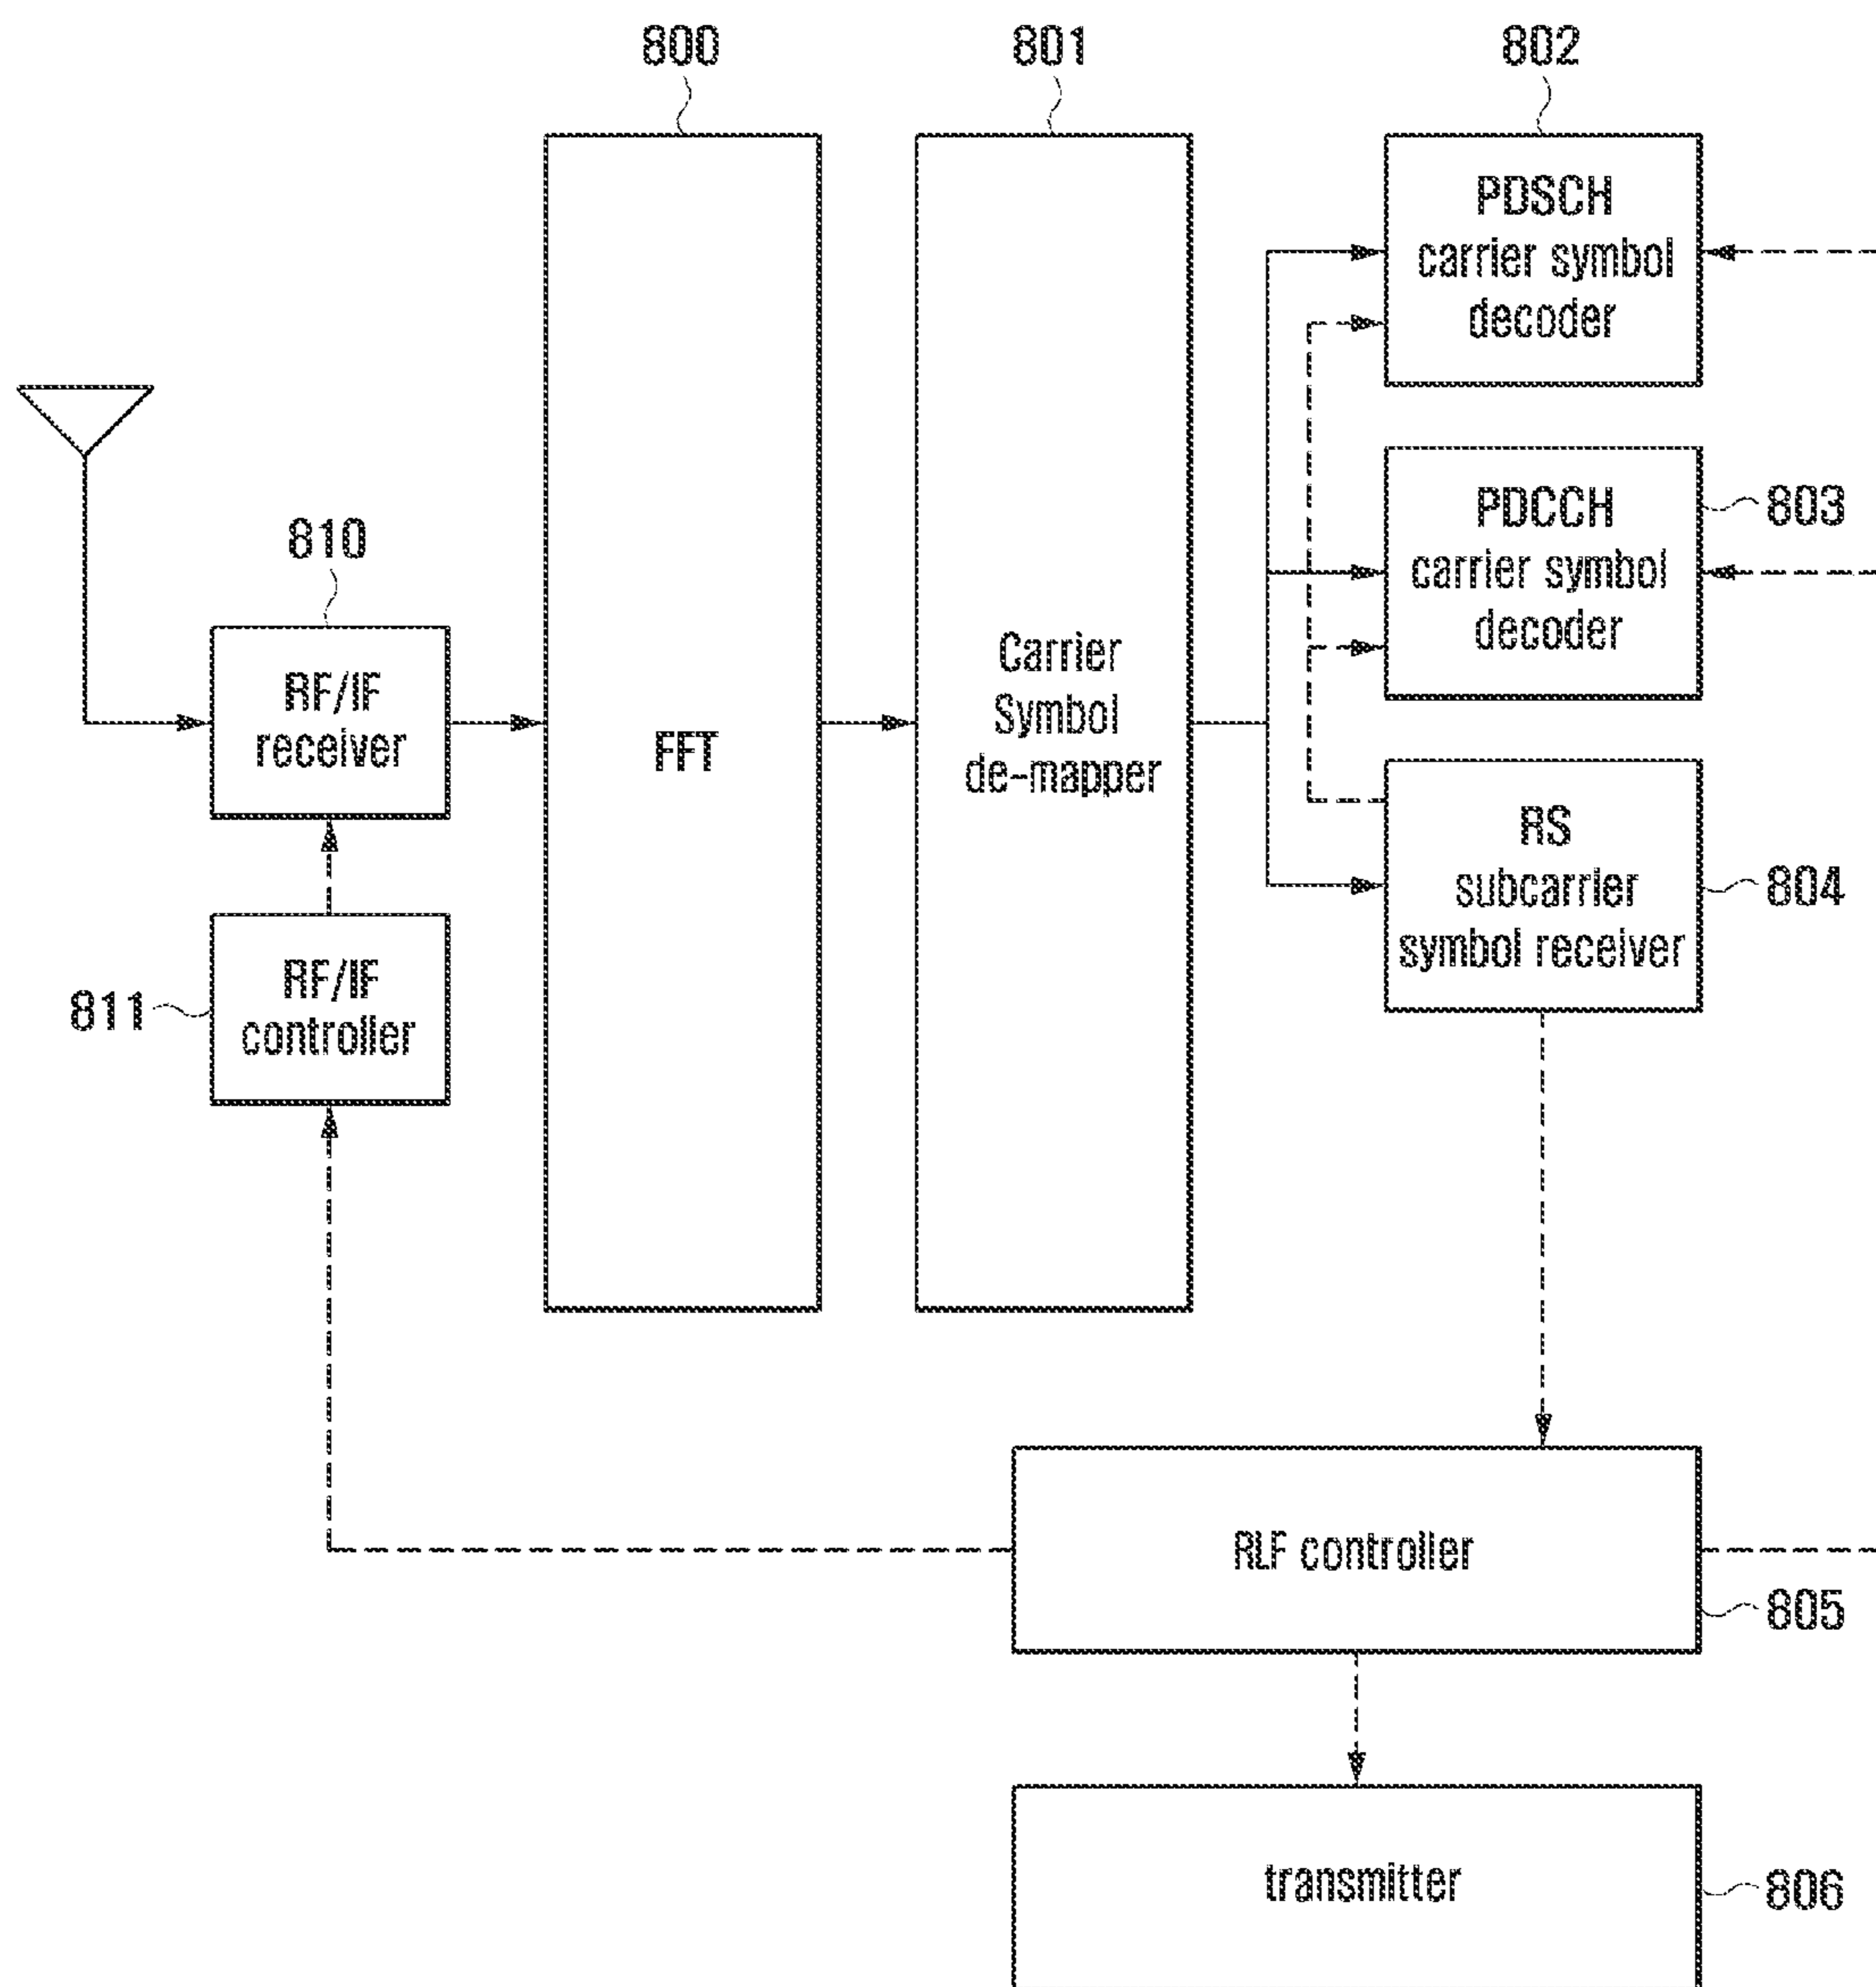 800
801
802
PDSCH
carrier symbol
decoder
PDCCH
carrier symbol
decoder
803
810
RF/IF
receiver
FFT
Carrier
Symbol
de-mapper
RS
subcarrier
symbol receiver
804
811
RF/IF
controller
RLF controller
805
transmitter
806